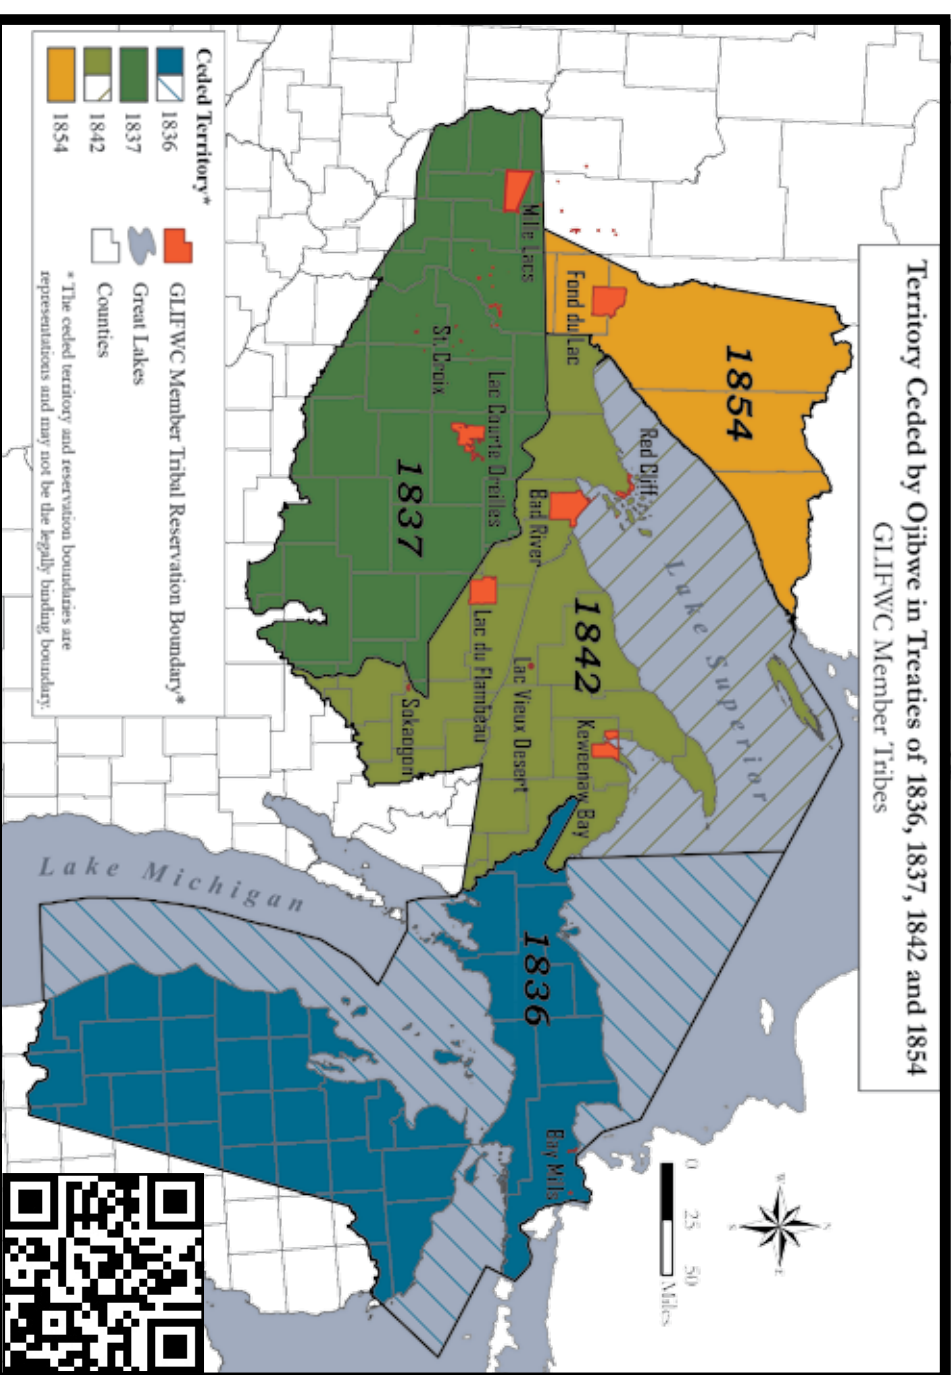 Territory Ceded by Ojibwe in Treaties of 1836, 1837, 1842 and 1854
GLIFWC Member Tribes
N
W
E
S
0 25 50
Miles
1854
Lake Superior
Mille Lacs
Fond du Lac
Red Cliff
Bad River
1842
Keweenaw Bay
Lac Vieux Desert
Lac du Flambeau
Sokaogon
St. Croix
Lac Courte Oreilles
1837
1836
Bay Mills
Lake Michigan
Ceded Territory*
1836
1837
1842
1854
GLIFWC Member Tribal Reservation Boundary*
Great Lakes
Counties
* The ceded territory and reservation boundaries are
representations and may not be the legally binding boundary.